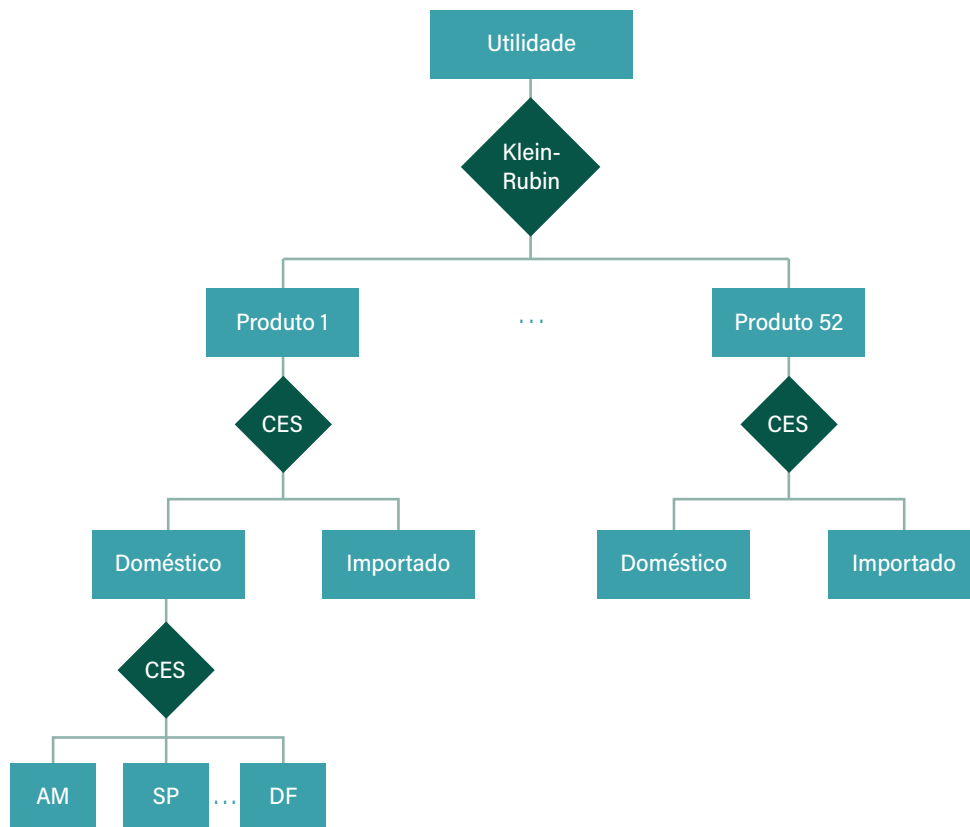 Utilidade
Klein-
Rubin
Produto 1
...
Produto 52
CES
CES
Doméstico
Importado
Doméstico
Importado
CES
AM
SP
...
DF